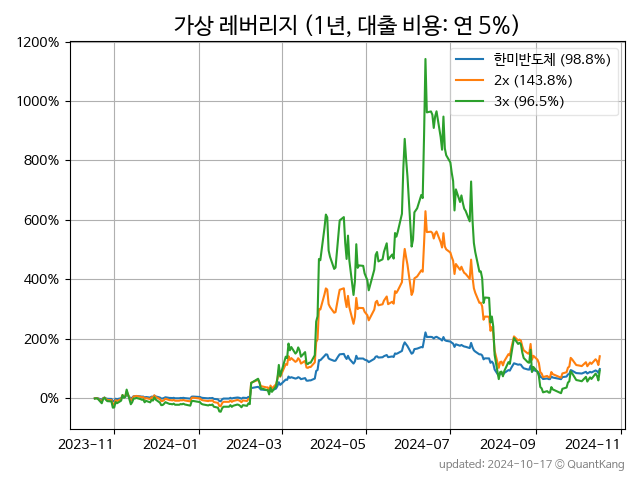 가상 레버리지 (1년, 대출 비용: 연 5%)
한미반도체 (98.8%)
2x (143.8%)
3x (96.5%)
1200%
1000%
800%
600%
400%
200%
0%
2023-11 2024-01 2024-03 2024-05 2024-07 2024-09 2024-11
updated: 2024-10-17 © QuantKang